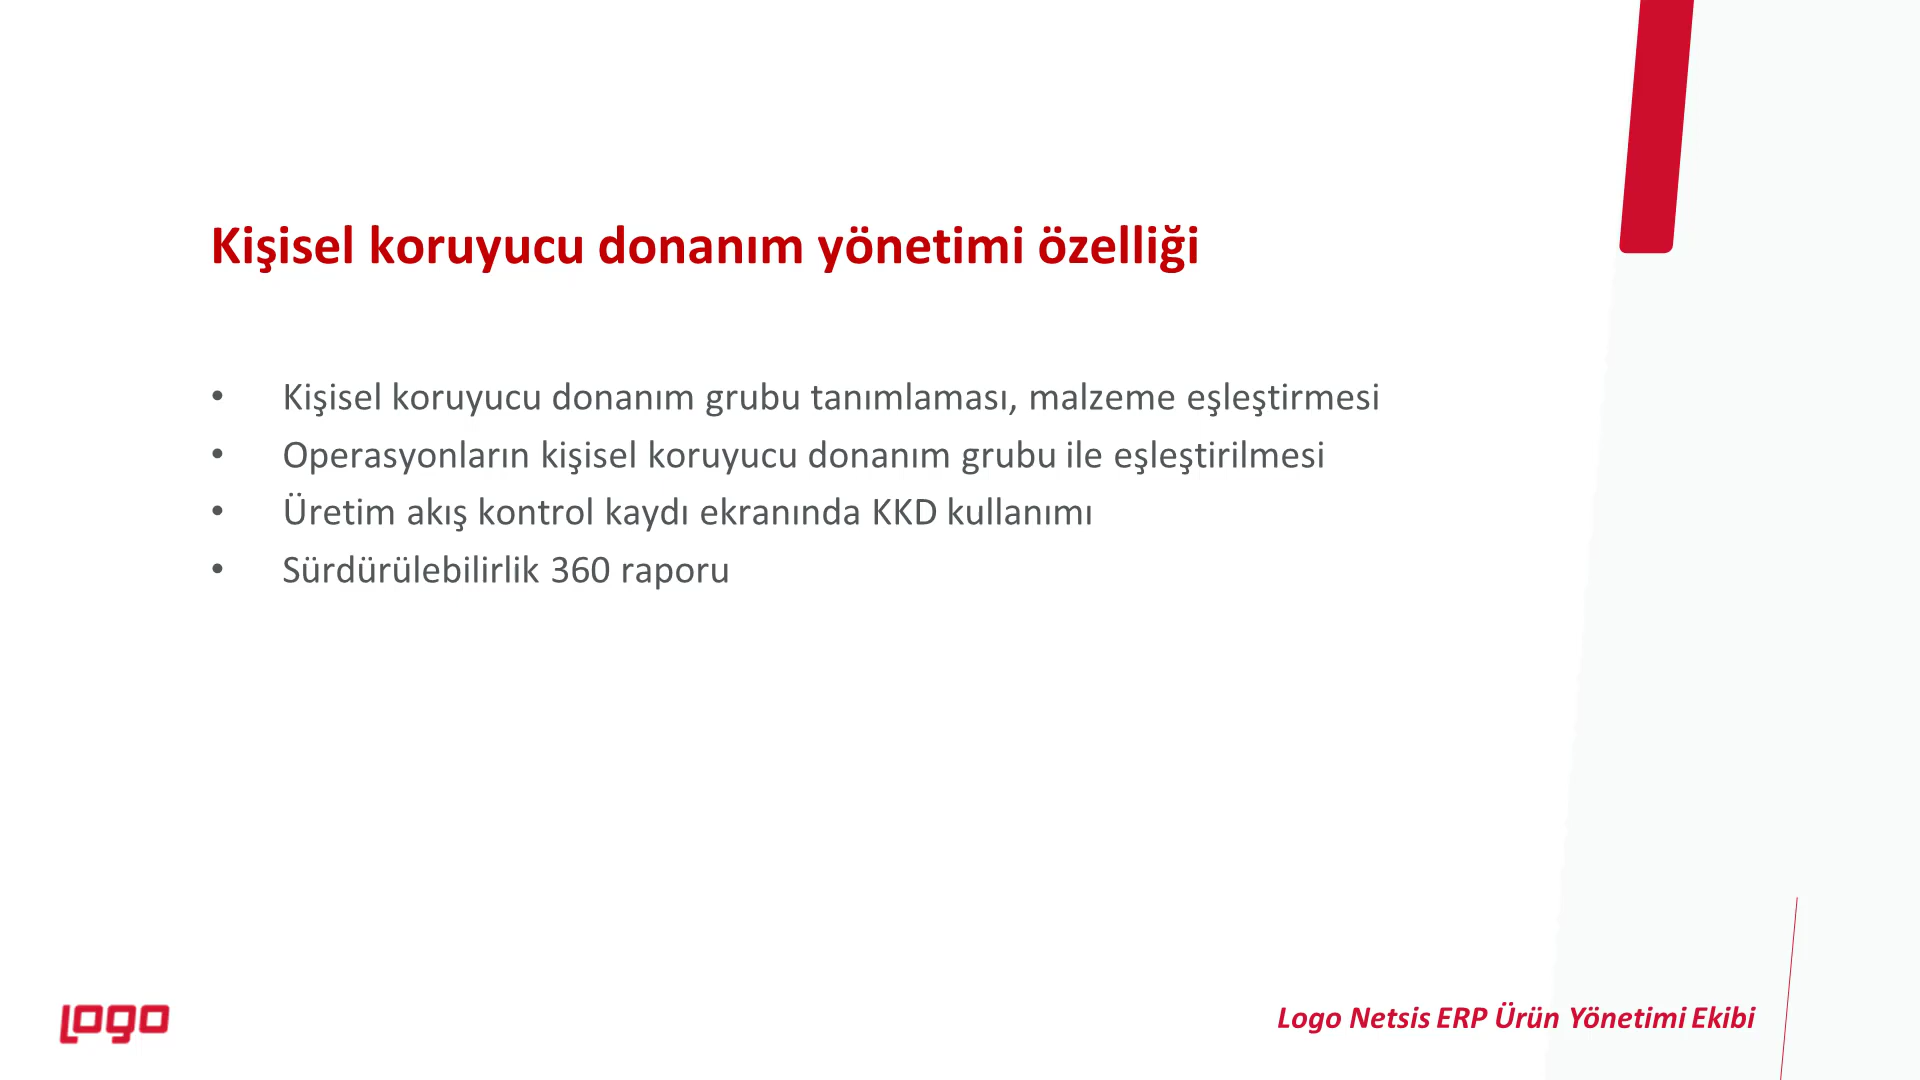 Kişisel koruyucu donanım yönetimi özelliği
• Kişisel koruyucu donanım grubu tanımlaması, malzeme eşleştirmesi
• Operasyonların kişisel koruyucu donanım grubu ile eşleştirilmesi
• Üretim akış kontrol kaydı ekranında KKD kullanımı
• Sürdürülebilirlik 360 raporu
logo
Logo Netsis ERP Ürün Yönetimi Ekibi